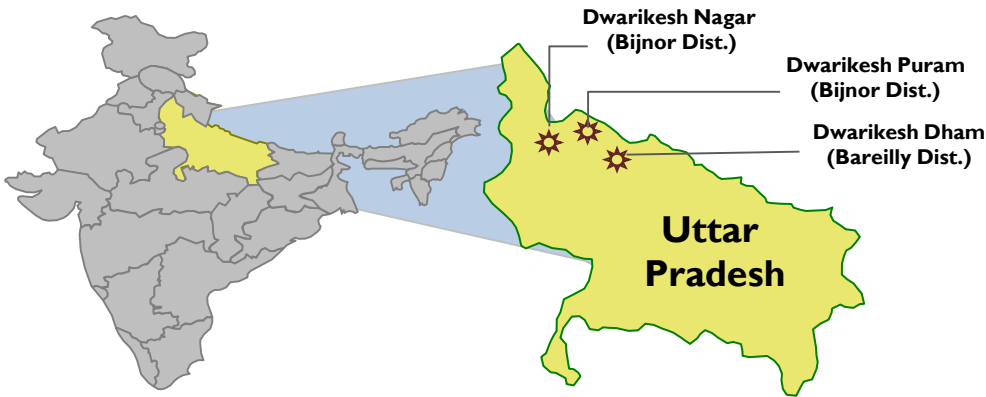 Dwarikesh Nagar
(Bijnor Dist.)
Dwarikesh Puram
(Bijnor Dist.)
Dwarikesh Dham
(Bareilly Dist.)
Uttar
Pradesh